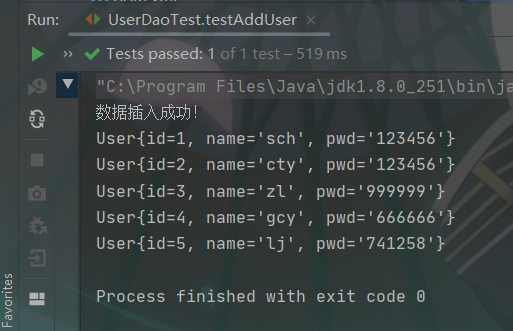 Run:
UserDaoTest.testAddUser
Tests passed: 1 of 1 test – 519 ms
"C:\Program Files\Java\jdk1.8.0_251\bin\ja
数据插入成功!
User{id=1, name='sch', pwd='123456'}
User{id=2, name='cty', pwd='123456'}
User{id=3, name='zl', pwd='999999'}
User{id=4, name='gcy', pwd='666666'}
User{id=5, name='lj', pwd='741258'}
Process finished with exit code 0
Favorites